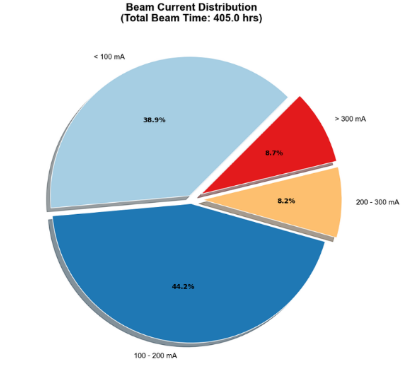 Beam Current Distribution
(Total Beam Time: 405.0 hrs)
< 100 mA
38.9%
> 300 mA
8.7%
8.2%
200 - 300 mA
44.2%
100 - 200 mA